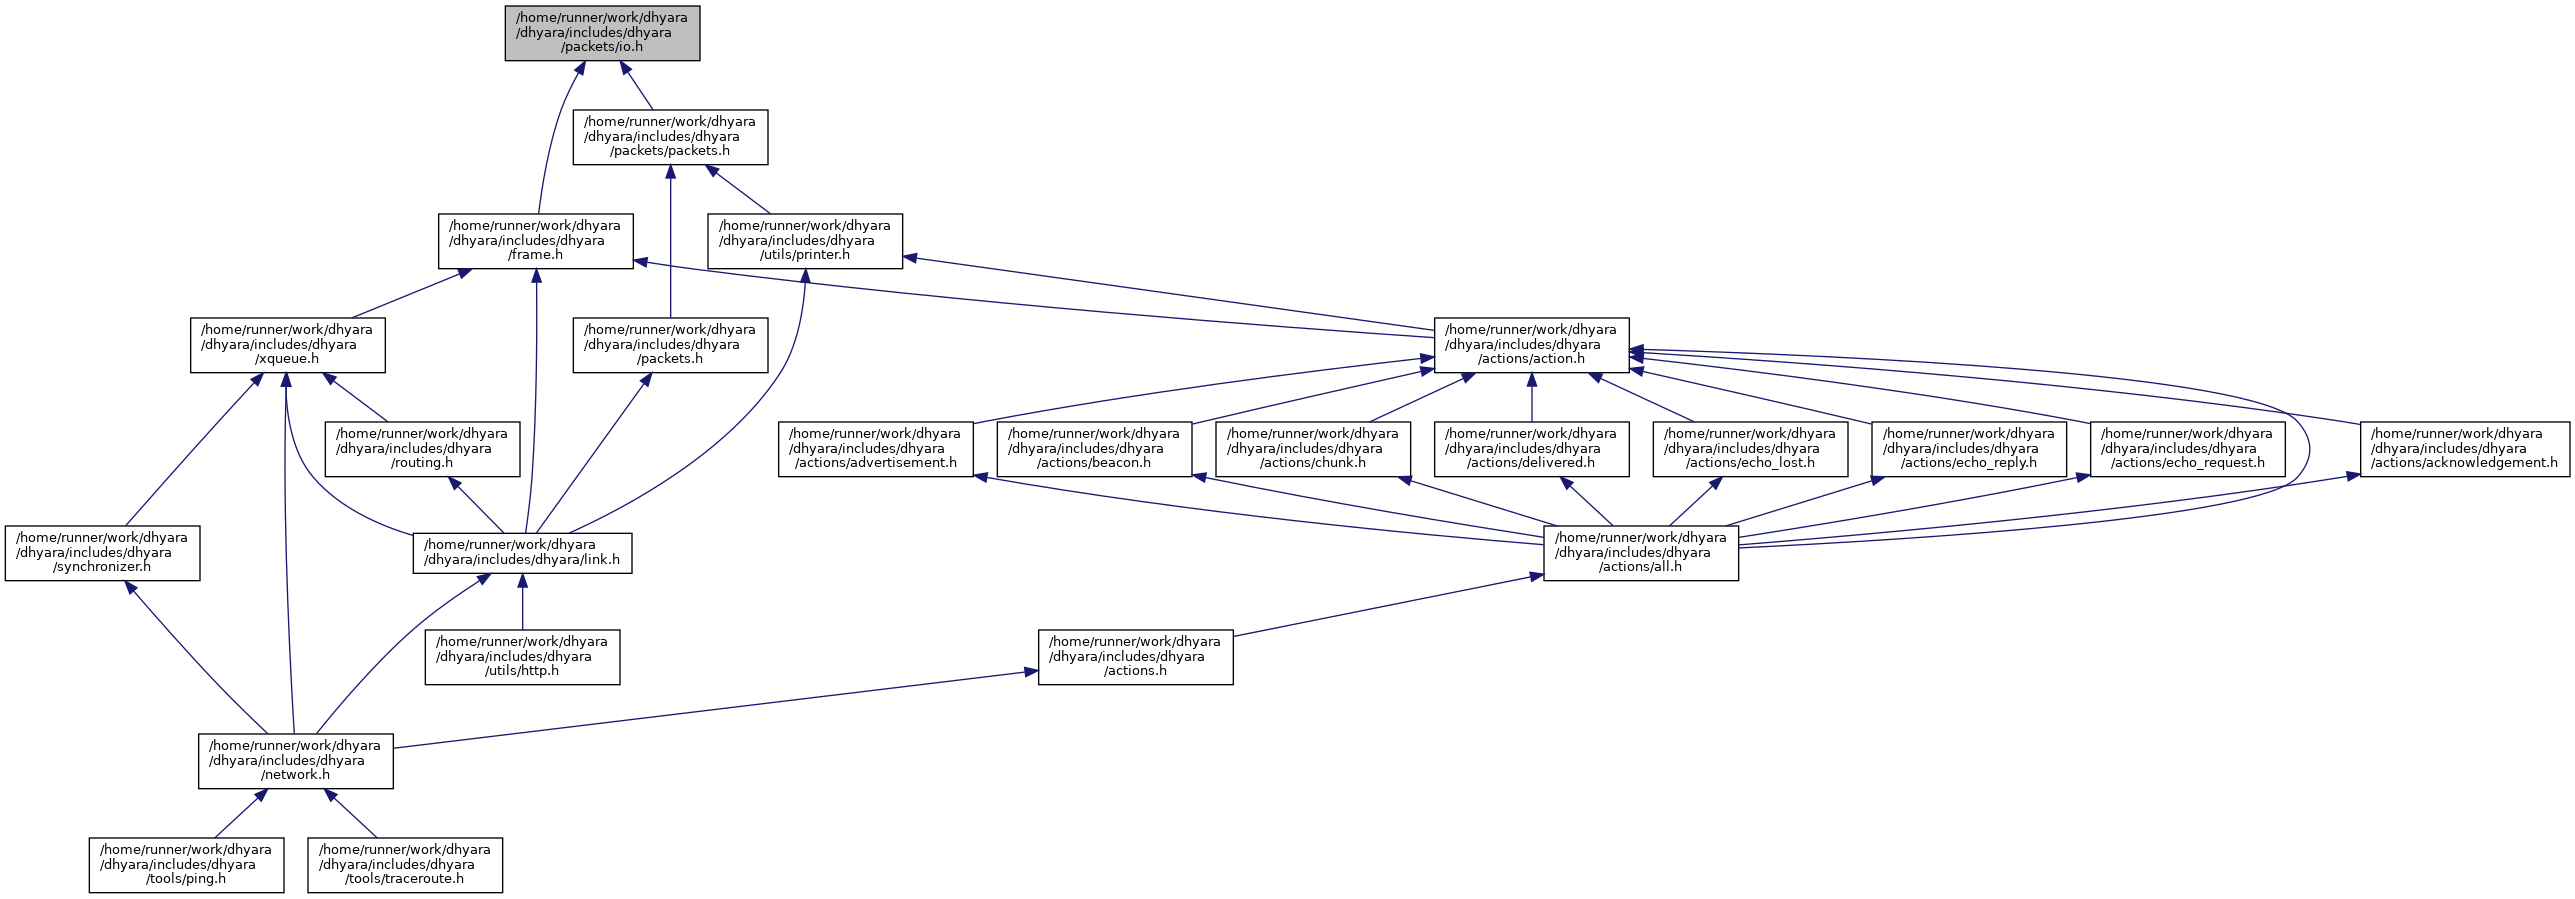 /home/runner/work/dhyara
/dhyara/includes/dhyara
/packets/io.h
/home/runner/work/dhyara
/dhyara/includes/dhyara
/packets/packets.h
/home/runner/work/dhyara
/dhyara/includes/dhyara
/frame.h
/home/runner/work/dhyara
/dhyara/includes/dhyara
/utils/printer.h
/home/runner/work/dhyara
/dhyara/includes/dhyara
/xqueue.h
/home/runner/work/dhyara
/dhyara/includes/dhyara
/packets.h
/home/runner/work/dhyara
/dhyara/includes/dhyara
/actions/action.h
/home/runner/work/dhyara
/dhyara/includes/dhyara
/routing.h
/home/runner/work/dhyara
/dhyara/includes/dhyara
/actions/advertisement.h
/home/runner/work/dhyara
/dhyara/includes/dhyara
/actions/beacon.h
/home/runner/work/dhyara
/dhyara/includes/dhyara
/actions/chunk.h
/home/runner/work/dhyara
/dhyara/includes/dhyara
/actions/delivered.h
/home/runner/work/dhyara
/dhyara/includes/dhyara
/actions/echo_lost.h
/home/runner/work/dhyara
/dhyara/includes/dhyara
/actions/echo_reply.h
/home/runner/work/dhyara
/dhyara/includes/dhyara
/actions/echo_request.h
/home/runner/work/dhyara
/dhyara/includes/dhyara
/actions/acknowledgement.h
/home/runner/work/dhyara
/dhyara/includes/dhyara
/synchronizer.h
/home/runner/work/dhyara
/dhyara/includes/dhyara/link.h
/home/runner/work/dhyara
/dhyara/includes/dhyara
/actions/all.h
/home/runner/work/dhyara
/dhyara/includes/dhyara
/utils/http.h
/home/runner/work/dhyara
/dhyara/includes/dhyara
/actions.h
/home/runner/work/dhyara
/dhyara/includes/dhyara
/network.h
/home/runner/work/dhyara
/dhyara/includes/dhyara
/tools/ping.h
/home/runner/work/dhyara
/dhyara/includes/dhyara
/tools/traceroute.h